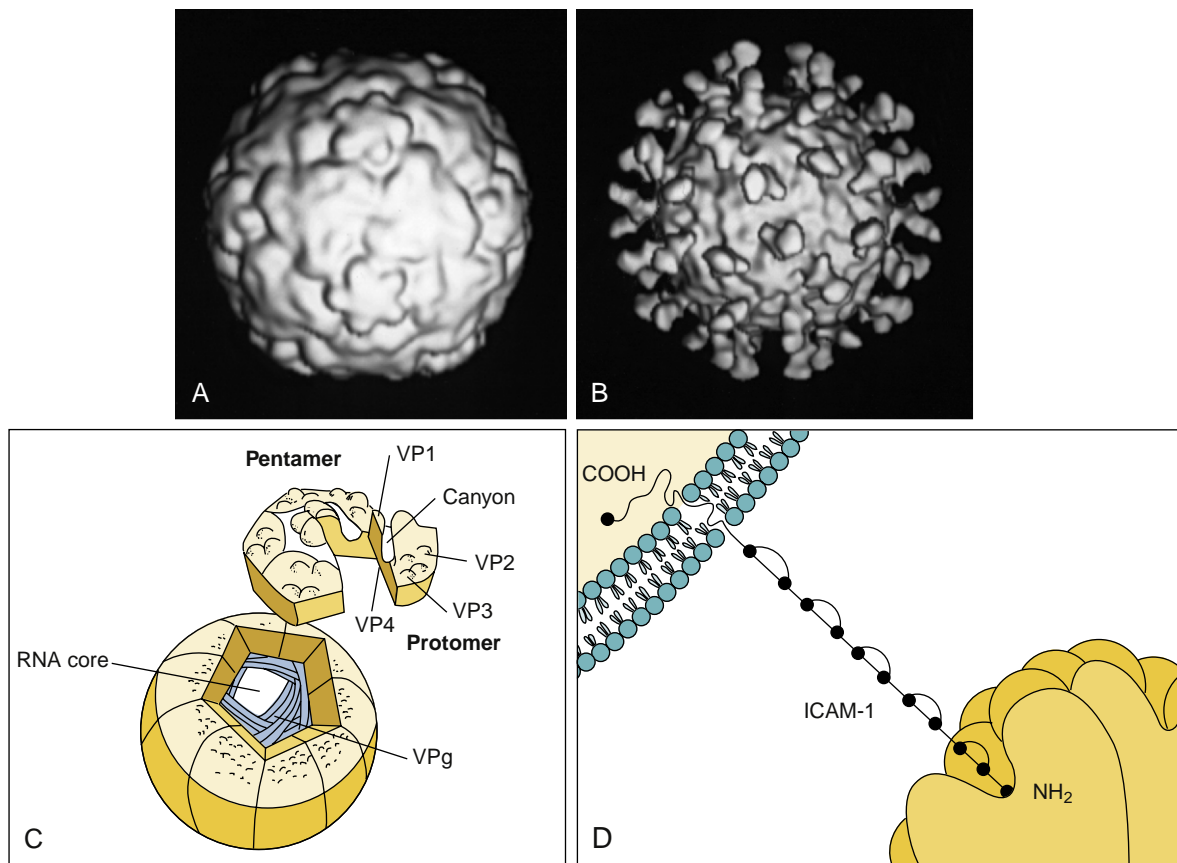 A
B
Pentamer
VP1
Canyon
VP2
VP3
VP4
Protomer
RNA core
VPg
C
COOH
ICAM-1
NH₂
D